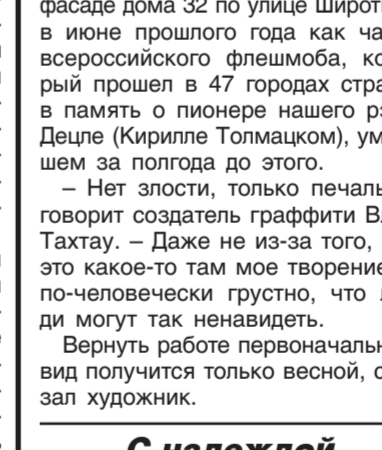 фасаде дома 32 по улице Широт
в июне прошлого года как ча
всероссийского флешмоба, ко
рый прошел в 47 городах стра
в память о пионере нашего рэ
Децле (Кирилле Толмацком), ум
шем за полгода до этого.
– Нет злости, только печаль
говорит создатель граффити Вл
Тахтау. – Даже не из-за того,
это какое-то там мое творение
по-человечески грустно, что л
ди могут так ненавидеть.
Вернуть работе первоначальн
вид получится только весной, с
зал художник.
С надеждой